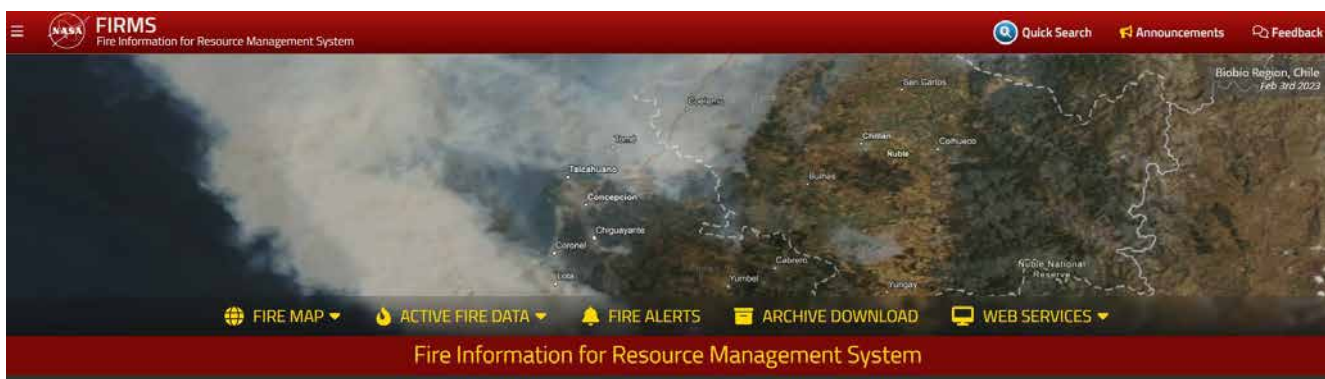 NASA
FIRMS
Fire Information for Resource Management System
Quick Search
Announcements
Feedback
Biobio Region, Chile
Feb 3rd 2023
San Carlos
Coelemu
Tomé
Chillan
Coihueco
Ñuble
Talcahuano
Bulnes
Concepcion
Chiguayante
Coronel
Cabrero
Lota
Yumbel
Yungay
Ñuble National
Reserve
FIRE MAP
ACTIVE FIRE DATA
FIRE ALERTS
ARCHIVE DOWNLOAD
WEB SERVICES
Fire Information for Resource Management System